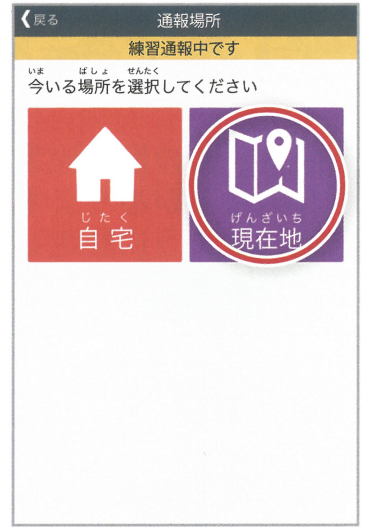 ❮戻る 通報場所
練習通報中です
いま ばしょ せんたく
今いる場所を選択してください
じたく げんざいち
自宅 現在地